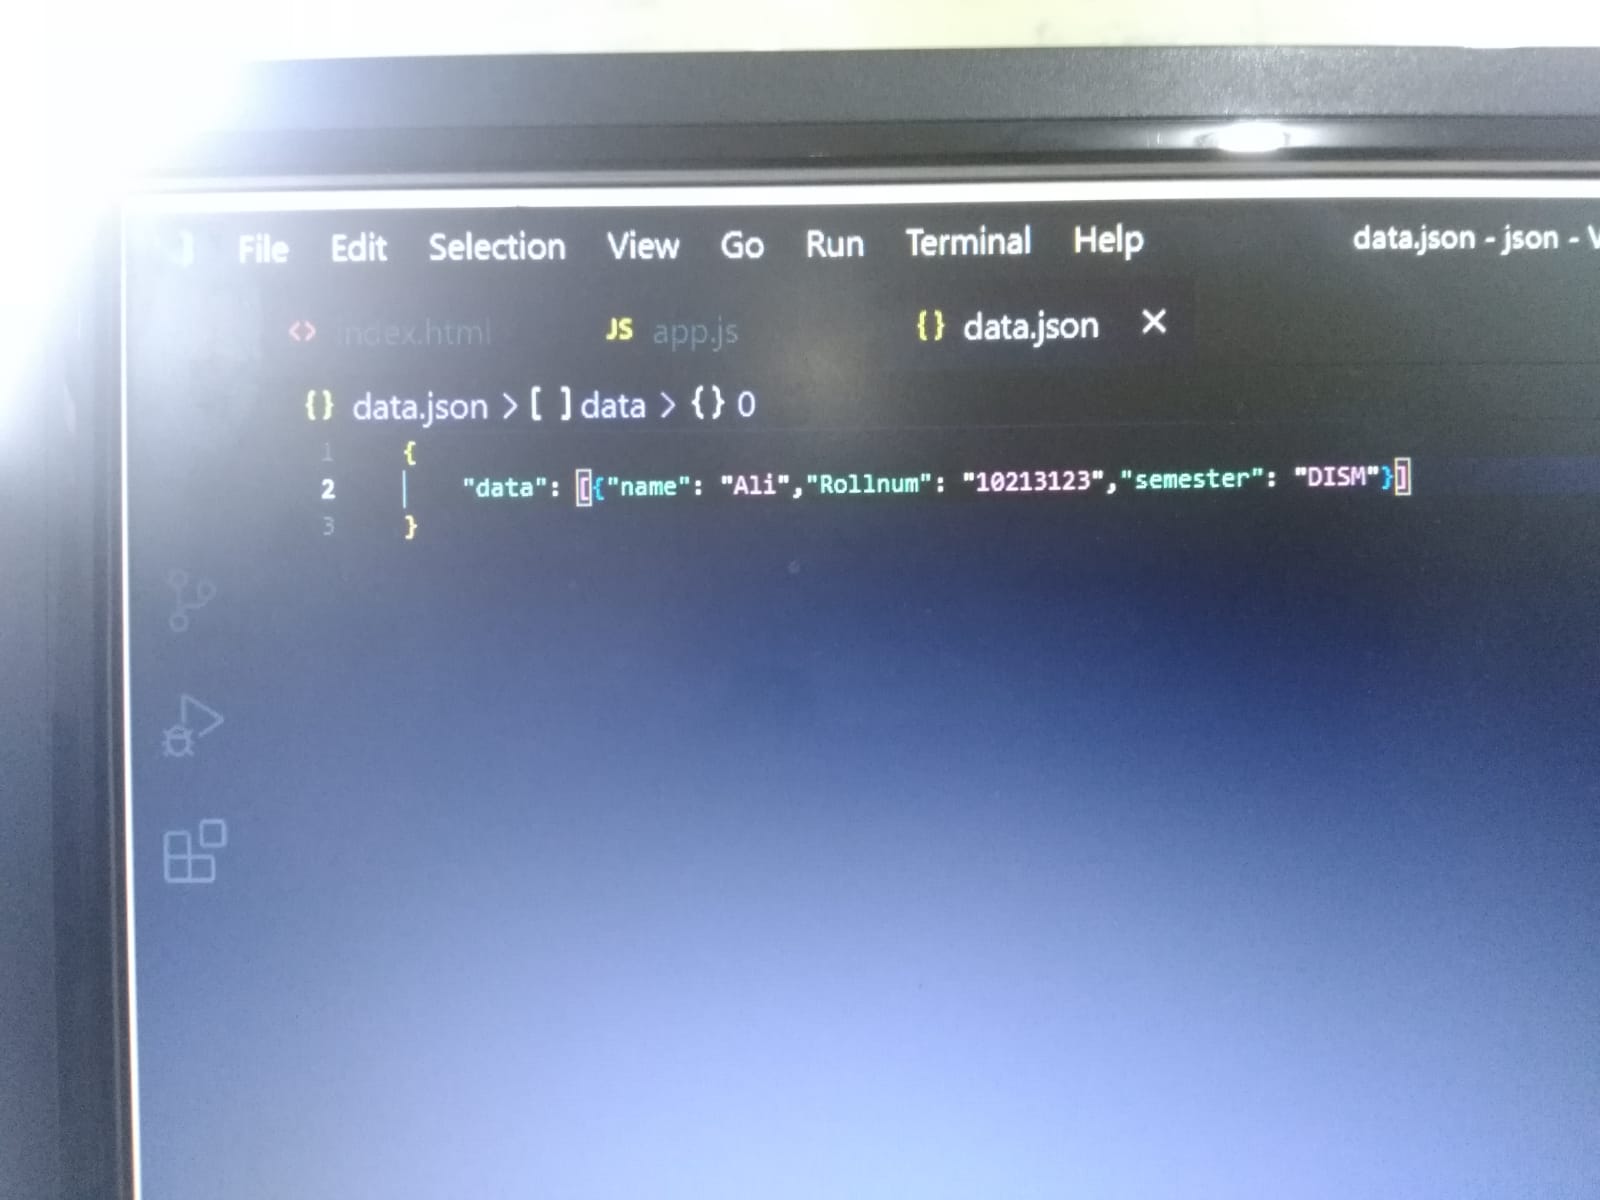 File Edit Selection View Go Run Terminal Help data.json - json - V
<> index.html JS app.js {} data.json ×
{} data.json > [ ] data > {} 0
1 {
2 "data": [{"name": "Ali","Rollnum": "10213123","semester": "DISM"}]
3 }